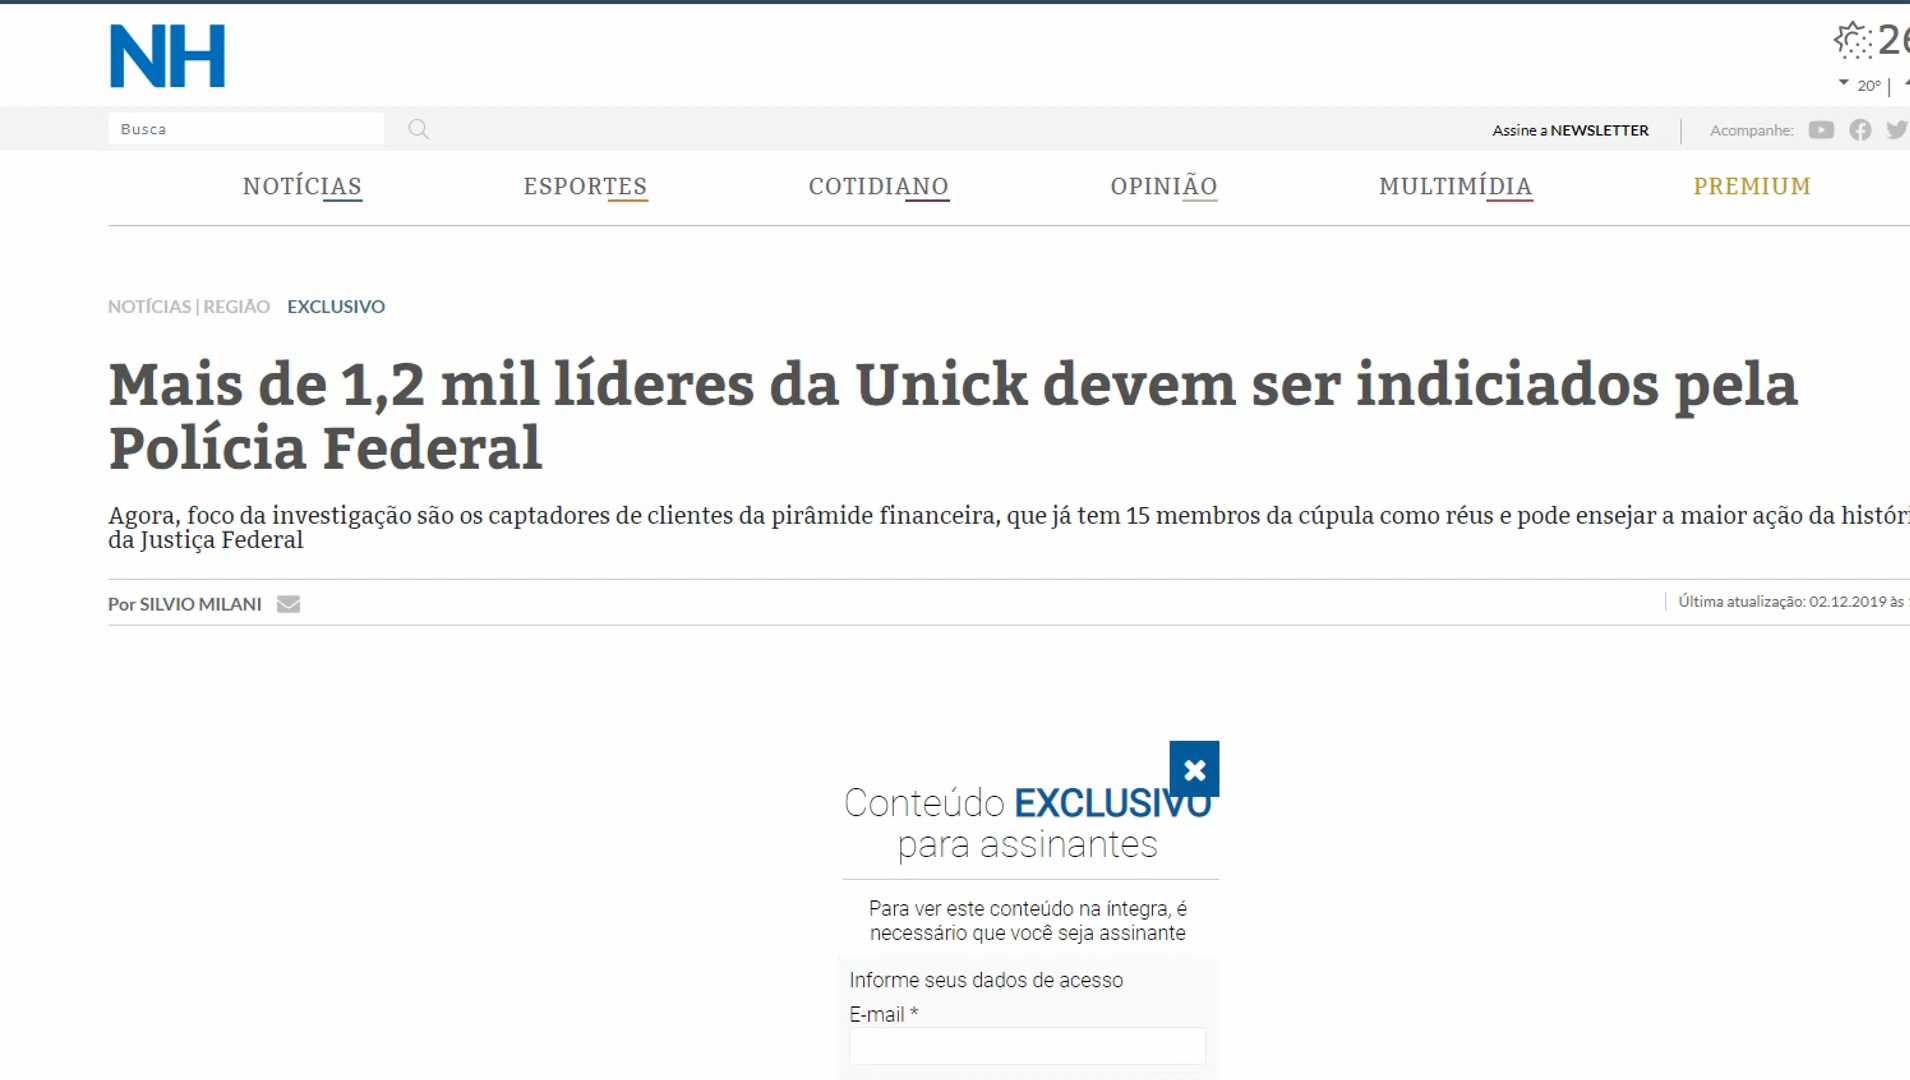 NH
26
20° |
Busca
Assine a NEWSLETTER
Acompanhe:
NOTÍCIAS ESPORTES COTIDIANO OPINIÃO MULTIMÍDIA PREMIUM
NOTÍCIAS | REGIÃO EXCLUSIVO
Mais de 1,2 mil líderes da Unick devem ser indiciados pela
Polícia Federal
Agora, foco da investigação são os captadores de clientes da pirâmide financeira, que já tem 15 membros da cúpula como réus e pode ensejar a maior ação da históri
da Justiça Federal
Por SILVIO MILANI
Última atualização: 02.12.2019 às
Conteúdo EXCLUSIVO
para assinantes
Para ver este conteúdo na íntegra, é
necessário que você seja assinante
Informe seus dados de acesso
E-mail *